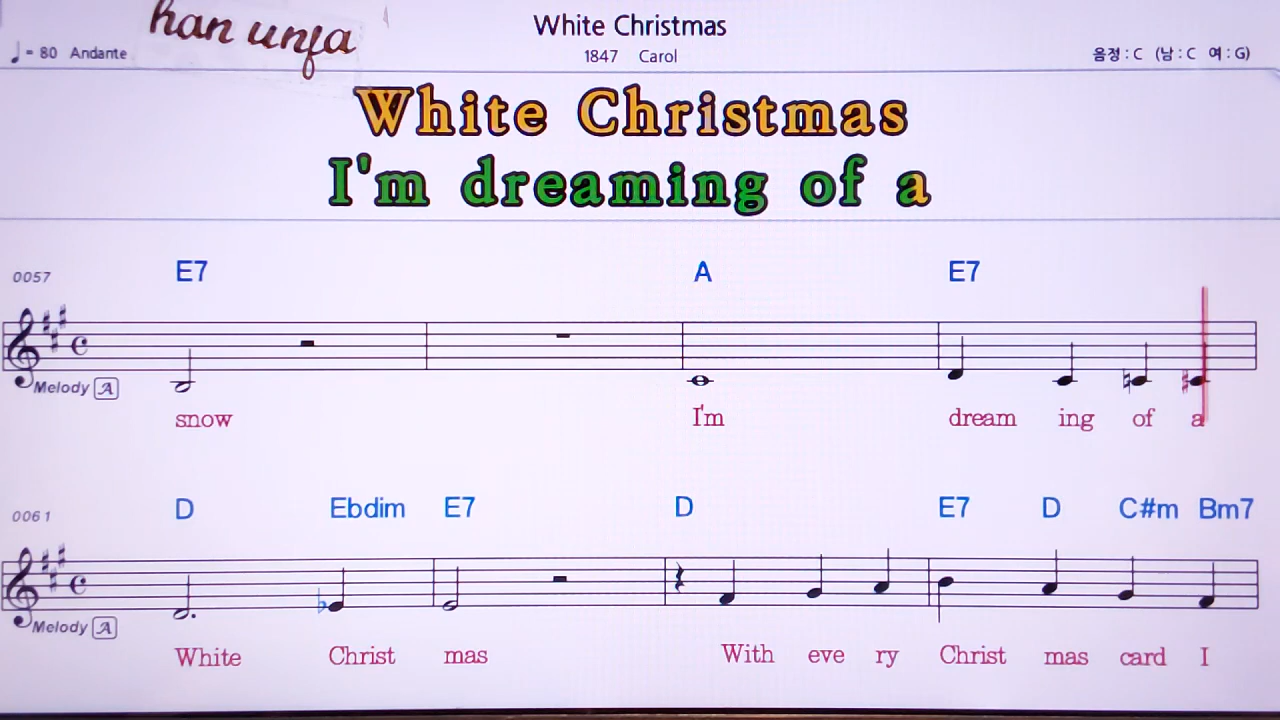 han unfa
White Christmas
♩= 80 Andante
1847 Carol
음정 : C (남 : C 여 : G)
White Christmas
I'm dreaming of a
0057 E7 A E7
Melody A
snow I'm dream ing of a
0061 D Ebdim E7 D E7 D C#m Bm7
Melody A
White Christ mas With eve ry Christ mas card I